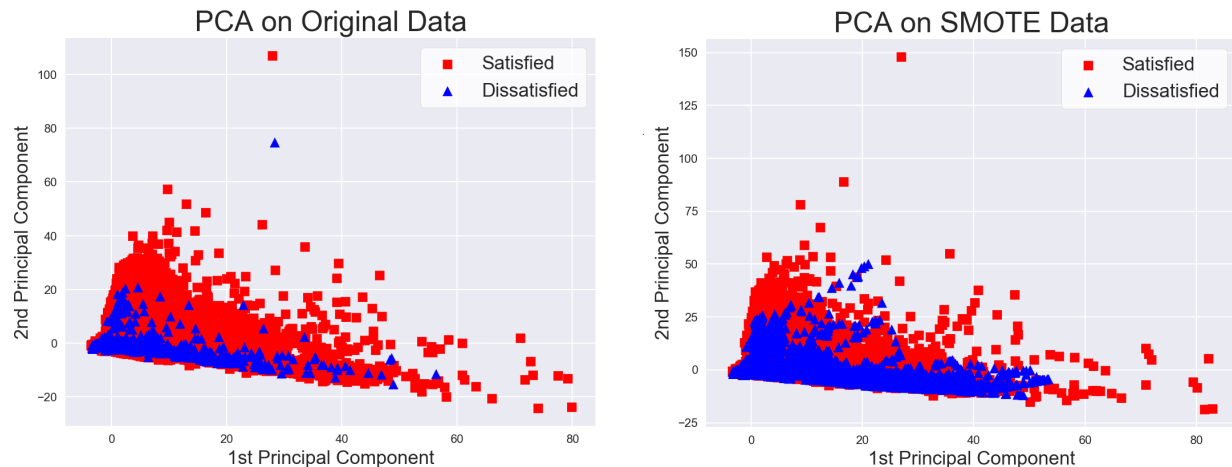 PCA on Original Data
Satisfied
Dissatisfied
100
80
60
40
20
0
−20
2nd Principal Component
0
20
40
60
80
1st Principal Component
PCA on SMOTE Data
Satisfied
Dissatisfied
150
125
100
75
50
25
0
−25
2nd Principal Component
0
20
40
60
80
1st Principal Component